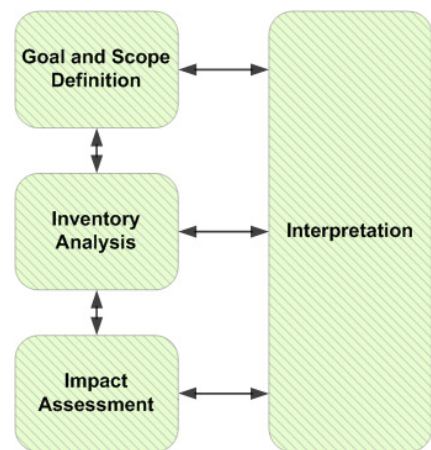 Goal and Scope
Definition
Inventory
Analysis
Interpretation
Impact
Assessment